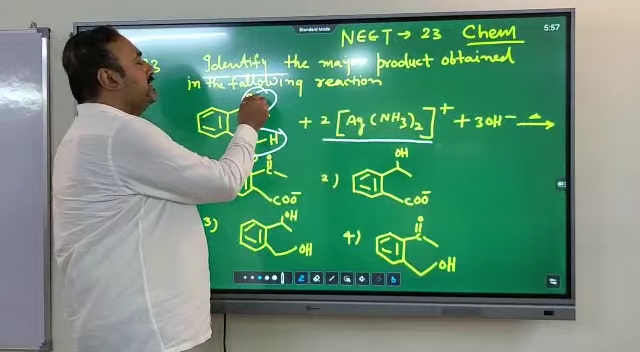 Standard Mode
5:57
NEET → 23 Chem
3 Identify the major product obtained
in the following reaction
H + 2 [Ag(NH3)2]+ + 3OH- Δ→
O OH
2)
COO- COO-
3) OH O
4) C
OH OH